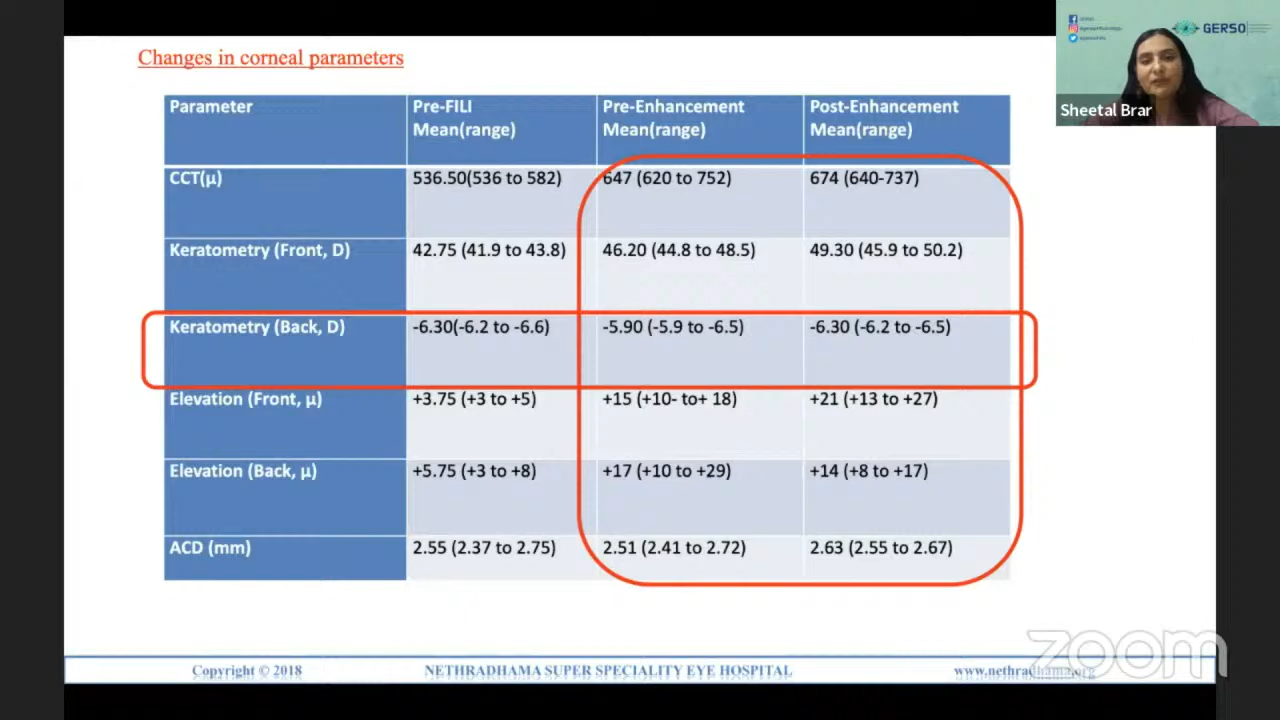 Changes in corneal parameters
Parameter
Pre-FILI
Mean(range)
Pre-Enhancement
Mean(range)
Post-Enhancement
Mean(range)
CCT(μ)
536.50(536 to 582)
647 (620 to 752)
674 (640-737)
Keratometry (Front, D)
42.75 (41.9 to 43.8)
46.20 (44.8 to 48.5)
49.30 (45.9 to 50.2)
Keratometry (Back, D)
-6.30(-6.2 to -6.6)
-5.90 (-5.9 to -6.5)
-6.30 (-6.2 to -6.5)
Elevation (Front, μ)
+3.75 (+3 to +5)
+15 (+10- to+ 18)
+21 (+13 to +27)
Elevation (Back, μ)
+5.75 (+3 to +8)
+17 (+10 to +29)
+14 (+8 to +17)
ACD (mm)
2.55 (2.37 to 2.75)
2.51 (2.41 to 2.72)
2.63 (2.55 to 2.67)
GERSO
Sheetal Brar
Copyright © 2018
NETHRADHAMA SUPER SPECIALITY EYE HOSPITAL
www.nethradhama.org
zoom